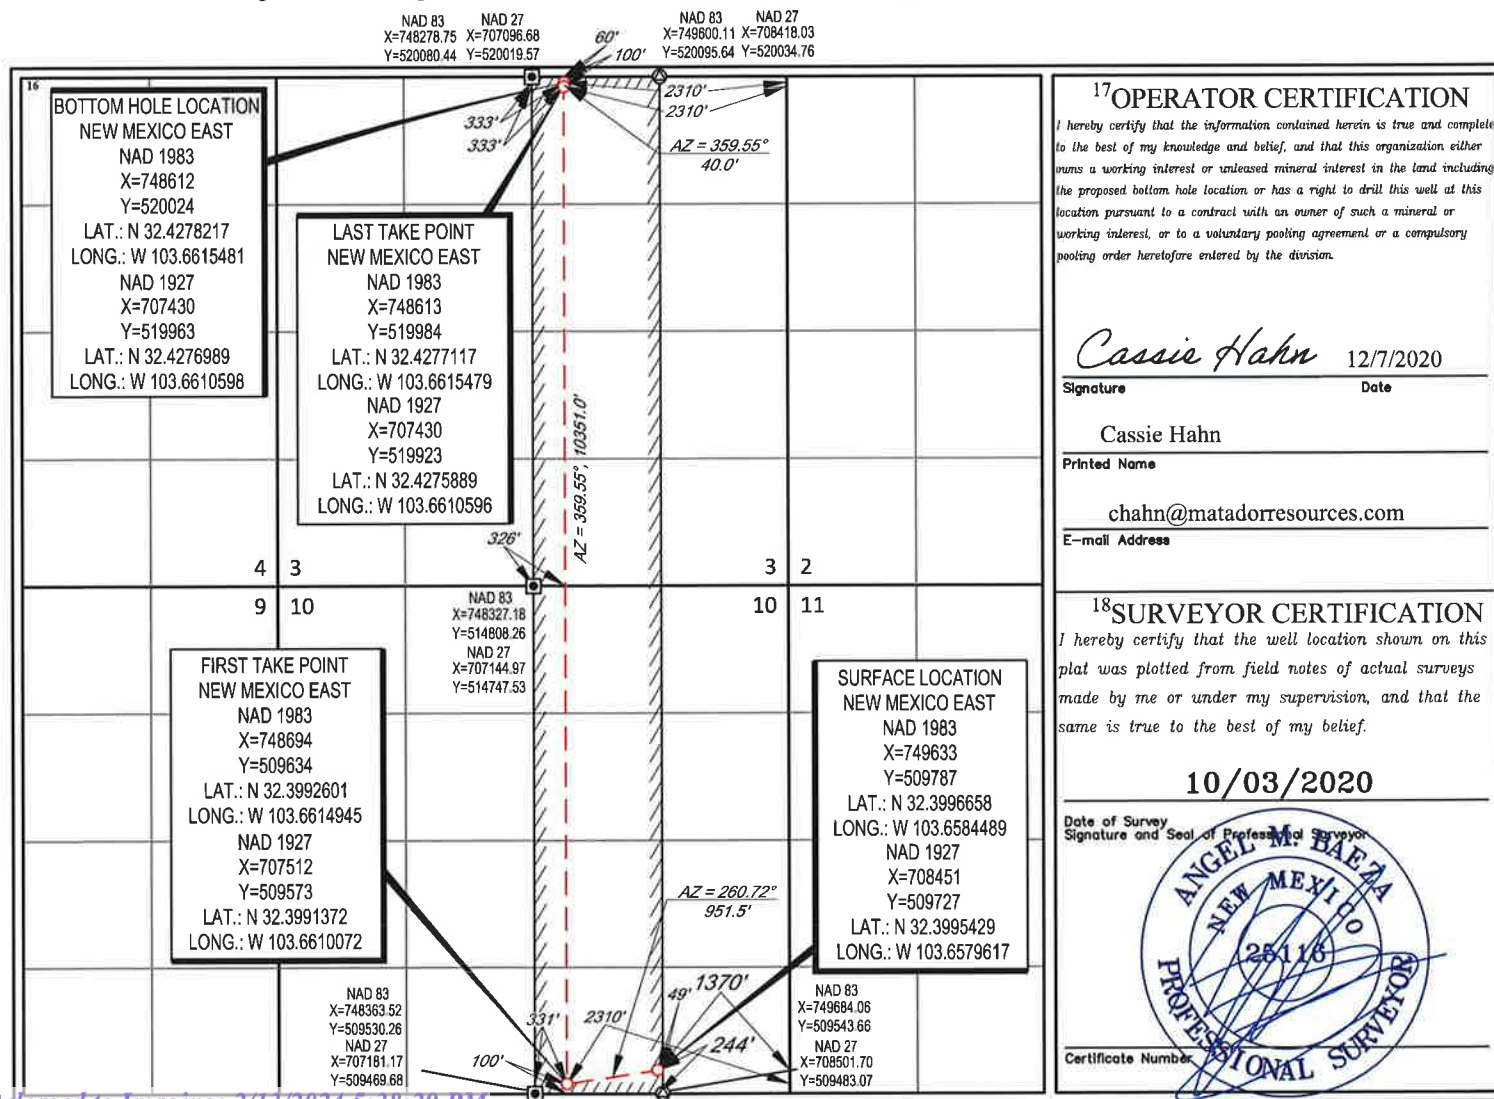 NAD 83 NAD 27
X=748278.75 X=707096.68
Y=520080.44 Y=520019.57
60'
100'
NAD 83 NAD 27
X=749600.11 X=708418.03
Y=520095.64 Y=520034.76
16
BOTTOM HOLE LOCATION
NEW MEXICO EAST
NAD 1983
X=748612
Y=520024
LAT.: N 32.4278217
LONG.: W 103.6615481
NAD 1927
X=707430
Y=519963
LAT.: N 32.4276989
LONG.: W 103.6610598
333'
333'
2310'
2310'
AZ = 359.55°
40.0'
LAST TAKE POINT
NEW MEXICO EAST
NAD 1983
X=748613
Y=519984
LAT.: N 32.4277117
LONG.: W 103.6615479
NAD 1927
X=707430
Y=519923
LAT.: N 32.4275889
LONG.: W 103.6610596
AZ = 359.55°, 10351.0'
326'
4 3
3 2
9 10
10 11
NAD 83
X=748327.18
Y=514808.26
NAD 27
X=707144.97
Y=514747.53
FIRST TAKE POINT
NEW MEXICO EAST
NAD 1983
X=748694
Y=509634
LAT.: N 32.3992601
LONG.: W 103.6614945
NAD 1927
X=707512
Y=509573
LAT.: N 32.3991372
LONG.: W 103.6610072
SURFACE LOCATION
NEW MEXICO EAST
NAD 1983
X=749633
Y=509787
LAT.: N 32.3996658
LONG.: W 103.6584489
NAD 1927
X=708451
Y=509727
LAT.: N 32.3995429
LONG.: W 103.6579617
AZ = 260.72°
951.5'
NAD 83
X=748363.52
Y=509530.26
NAD 27
X=707181.17
Y=509469.68
331'
100'
2310'
49'
1370'
244'
NAD 83
X=749684.06
Y=509543.66
NAD 27
X=708501.70
Y=509483.07
17OPERATOR CERTIFICATION
I hereby certify that the information contained herein is true and complete
to the best of my knowledge and belief, and that this organization either
owns a working interest or unleased mineral interest in the land including
the proposed bottom hole location or has a right to drill this well at this
location pursuant to a contract with an owner of such a mineral or
working interest, or to a voluntary pooling agreement or a compulsory
pooling order heretofore entered by the division.
Cassie Hahn 12/7/2020
Signature Date
Cassie Hahn
Printed Name
chahn@matadorresources.com
E-mail Address
18SURVEYOR CERTIFICATION
I hereby certify that the well location shown on this
plat was plotted from field notes of actual surveys
made by me or under my supervision, and that the
same is true to the best of my belief.
10/03/2020
Date of Survey
Signature and Seal of Professional Surveyor
ANGEL M. BAEZA
NEW MEXICO
25116
PROFESSIONAL SURVEYOR
Certificate Number